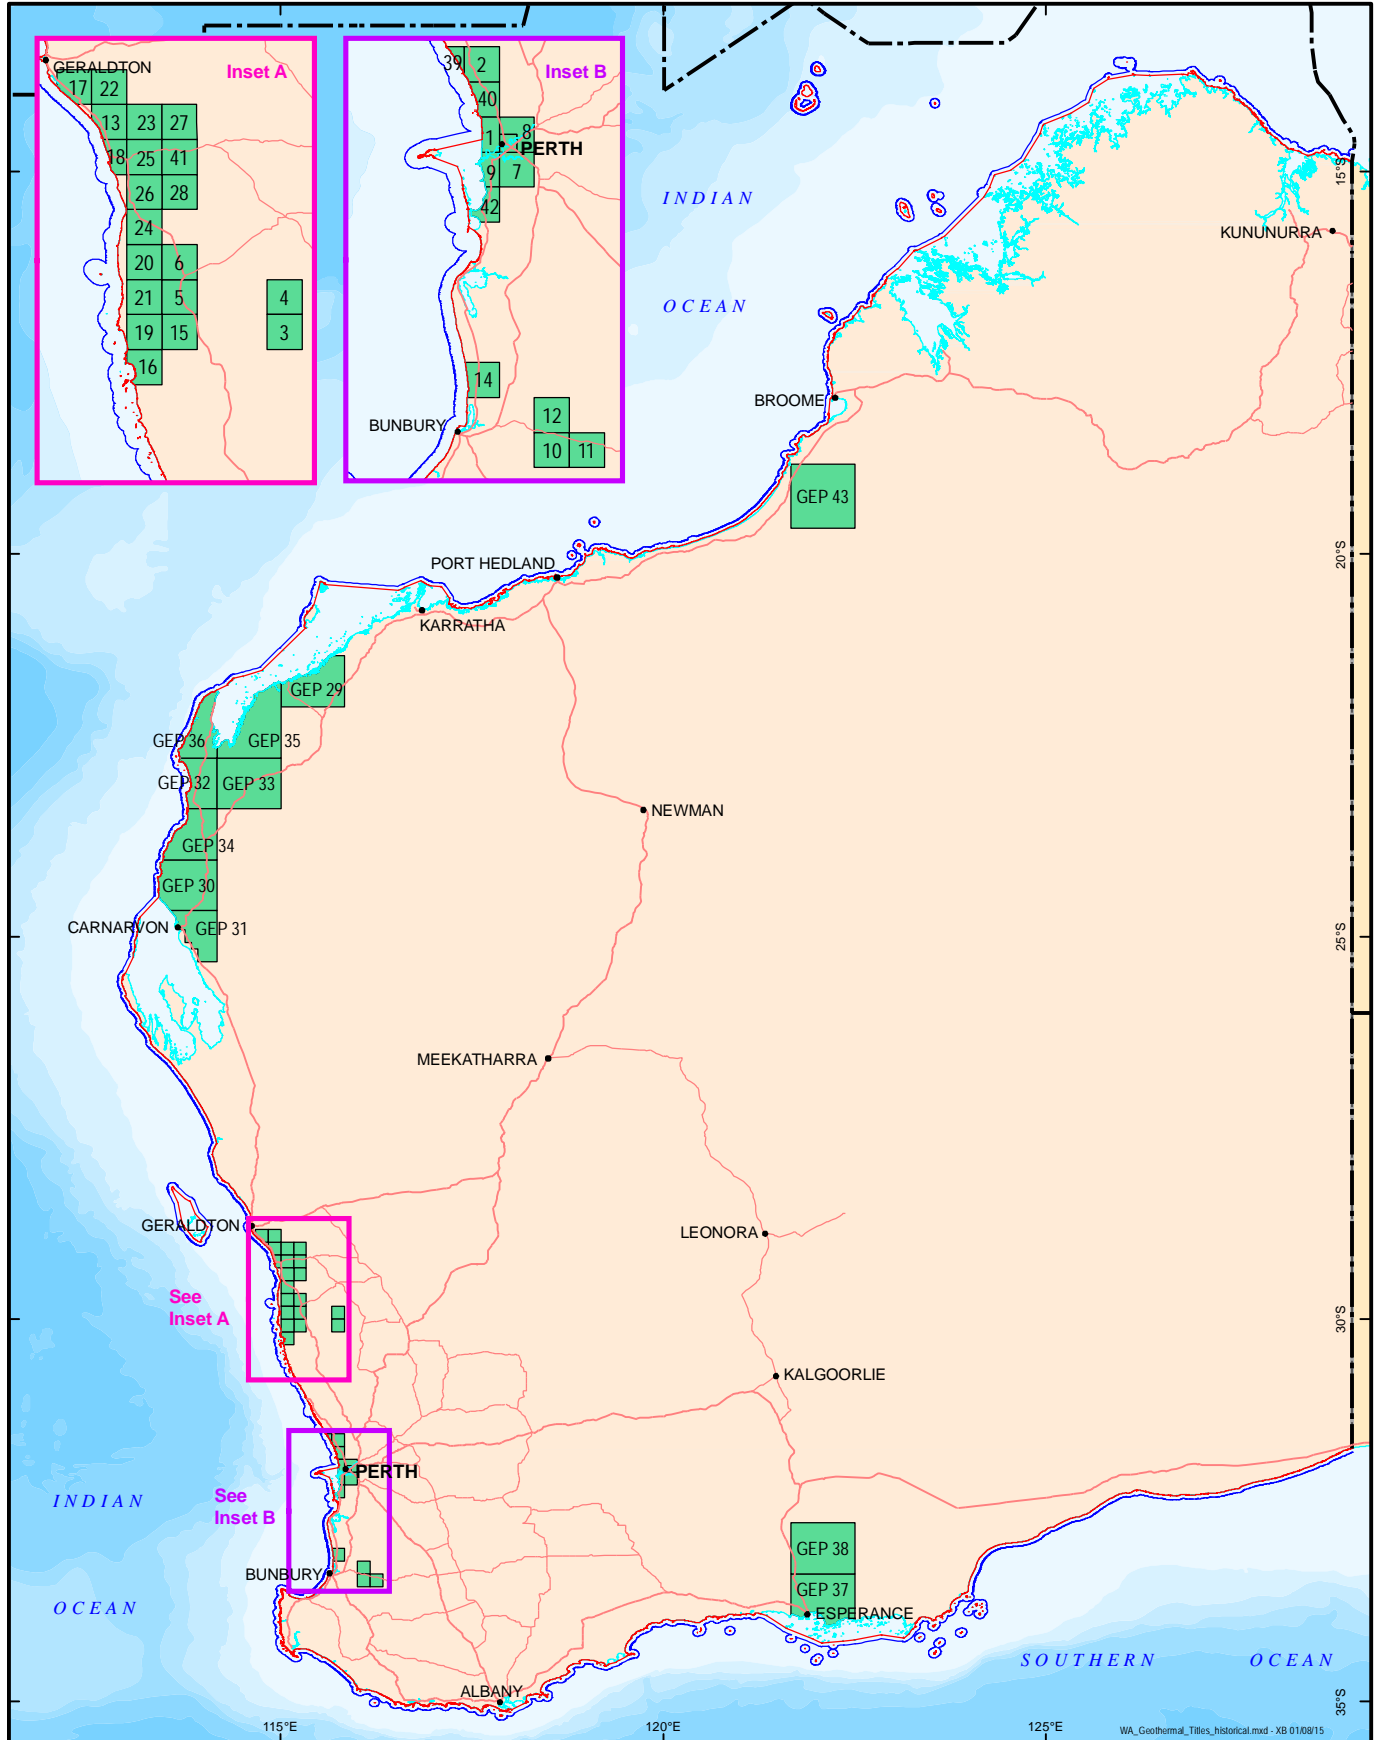 GERALDTON
Inset A
17
22
13
23
27
18
25
41
26
28
24
20
6
21
5
4
19
15
3
16
39
2
Inset B
40
1
8
PERTH
9
7
42
14
BUNBURY
12
10
11
INDIAN
OCEAN
15°S
KUNUNURRA
BROOME
GEP 43
20°S
PORT HEDLAND
KARRATHA
GEP 29
GEP 36
GEP 35
GEP 32
GEP 33
NEWMAN
GEP 34
GEP 30
CARNARVON
GEP 31
25°S
MEEKATHARRA
GERALDTON
LEONORA
See
Inset A
30°S
KALGOORLIE
PERTH
INDIAN
See
Inset B
GEP 38
BUNBURY
GEP 37
OCEAN
ESPERANCE
SOUTHERN OCEAN
ALBANY
35°S
115°E
120°E
125°E
WA_Geothermal_Titles_historical.mxd - XB 01/08/15